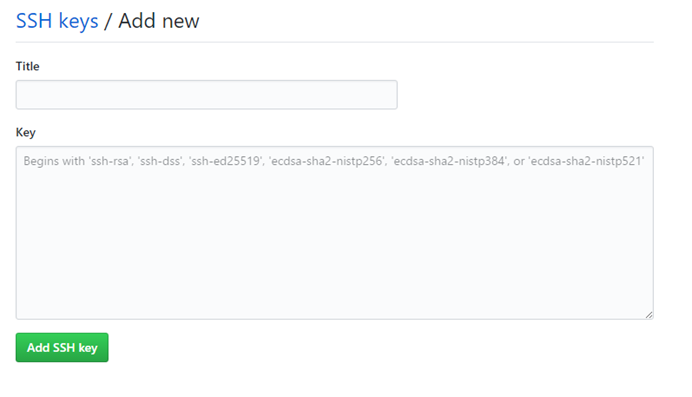 SSH keys / Add new
Title
Key
Begins with 'ssh-rsa', 'ssh-dss', 'ssh-ed25519', 'ecdsa-sha2-nistp256', 'ecdsa-sha2-nistp384', or 'ecdsa-sha2-nistp521'
Add SSH key